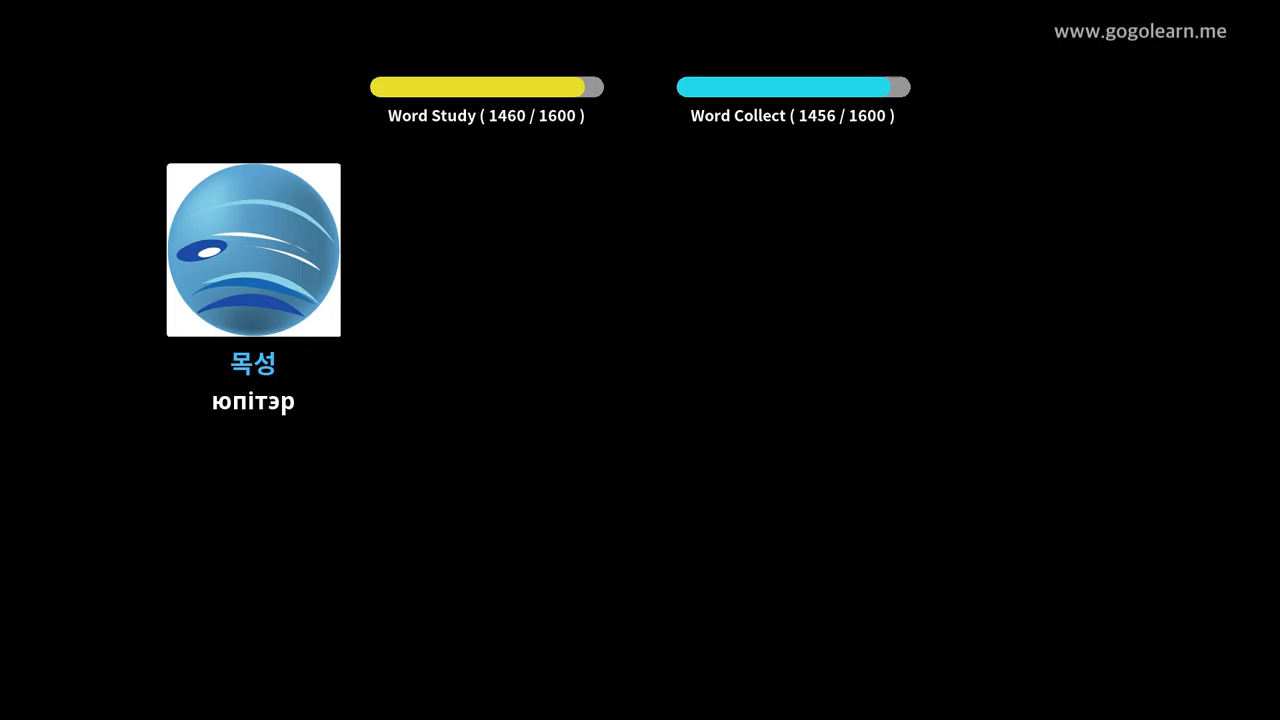 www.gogolearn.me
Word Study ( 1460 / 1600 )
Word Collect ( 1456 / 1600 )
목성
юпітэр